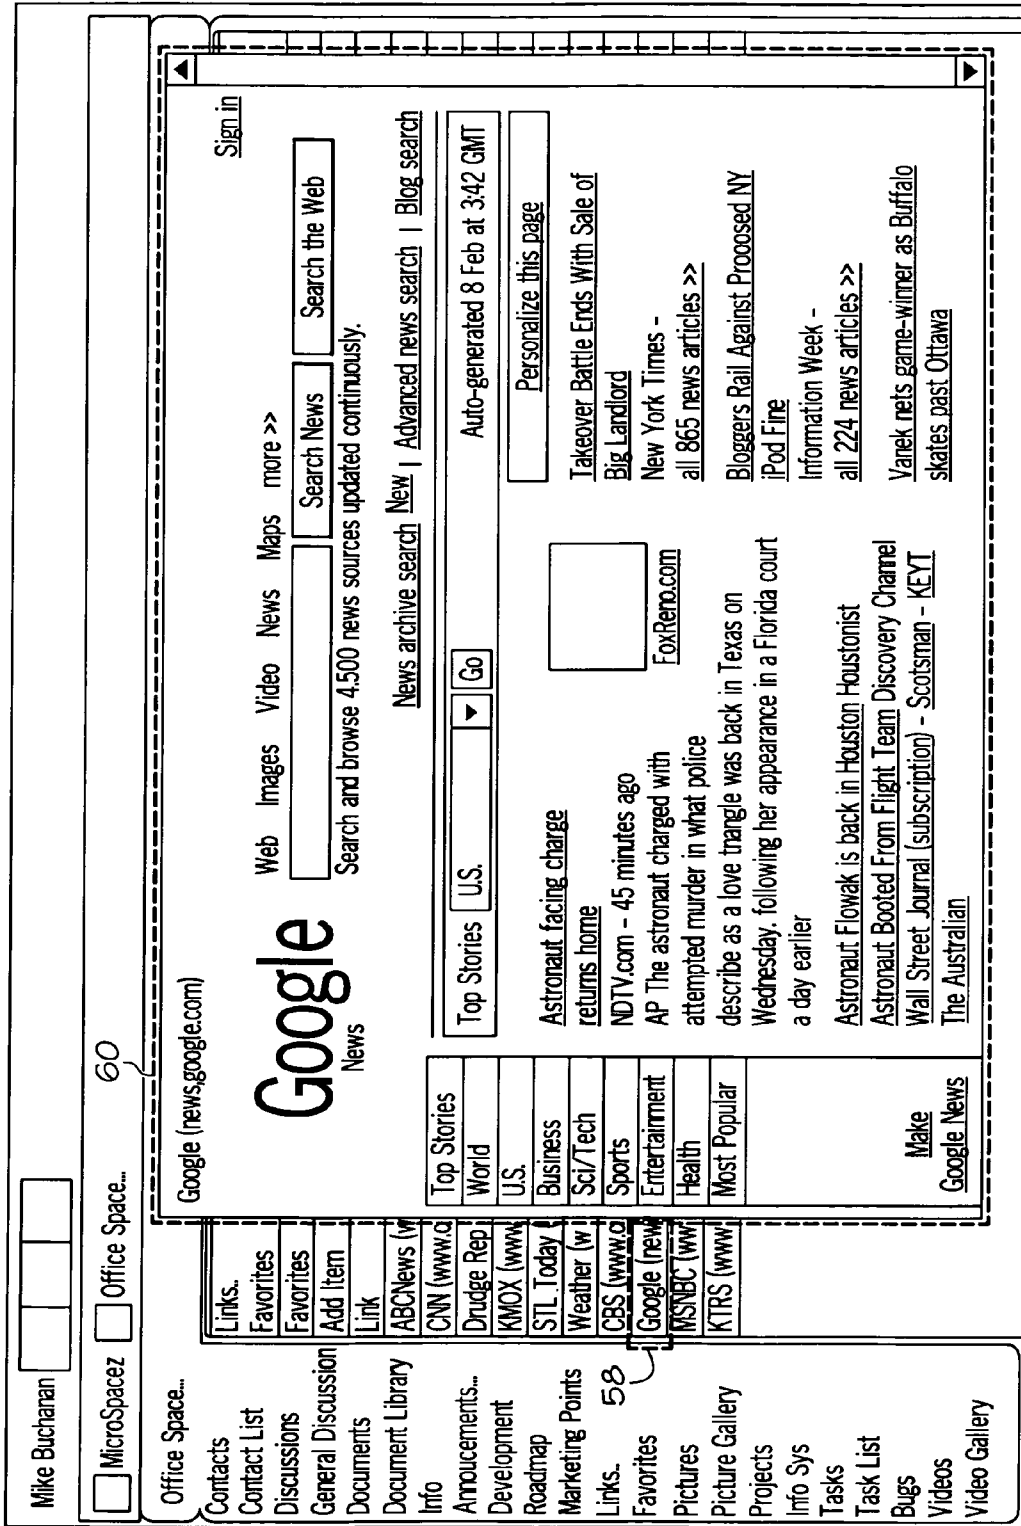 Mike Buchanan
MicroSpacez
Office Space...
60
Office Space...
Contacts
Contact List
Discussions
General Discussion
Documents
Document Library
Info
Annoucements...
Development
Roadmap
Marketing Points
Links..
58
Favorites
Pictures
Picture Gallery
Projects
Info Sys
Tasks
Task List
Bugs
Videos
Video Gallery
Links..
Favorites
Favorites
Add Item
Link
ABCNews (w
CNN (www.c
Drudge Rep
KMOX (www.
STL Today (
Weather (w
CBS (www.c
Google (new
MSNBC (ww
KTRS (www
Google (news,google.com)
Sign in
Google
News
Web Images Video News Maps more >>
Search News
Search the Web
Search and browse 4.500 news sources updated continuously.
News archive search New | Advanced news search | Blog search
Top Stories
U.S.
Go
Auto-generated 8 Feb at 3:42 GMT
Top Stories
World
U.S.
Business
Sci/Tech
Sports
Entertainment
Health
Most Popular
Make
Google News
Astronaut facing charge
returns home
NDTV.com - 45 minutes ago
AP The astronaut charged with
attempted murder in what police
describe as a love triangle was back in Texas on
Wednesday. following her appearance in a Florida court
a day earlier
FoxReno.com
Astronaut Flowak is back in Houston Houstonist
Astronaut Booted From Flight Team Discovery Channel
Wall Street Journal (subscription) - Scotsman - KEYT
The Australian
Personalize this page
Takeover Battle Ends With Sale of
Big Landlord
New York Times -
all 865 news articles >>
Bloggers Rail Against Prooosed NY
iPod Fine
Information Week -
all 224 news articles >>
Vanek nets game-winner as Buffalo
skates past Ottawa